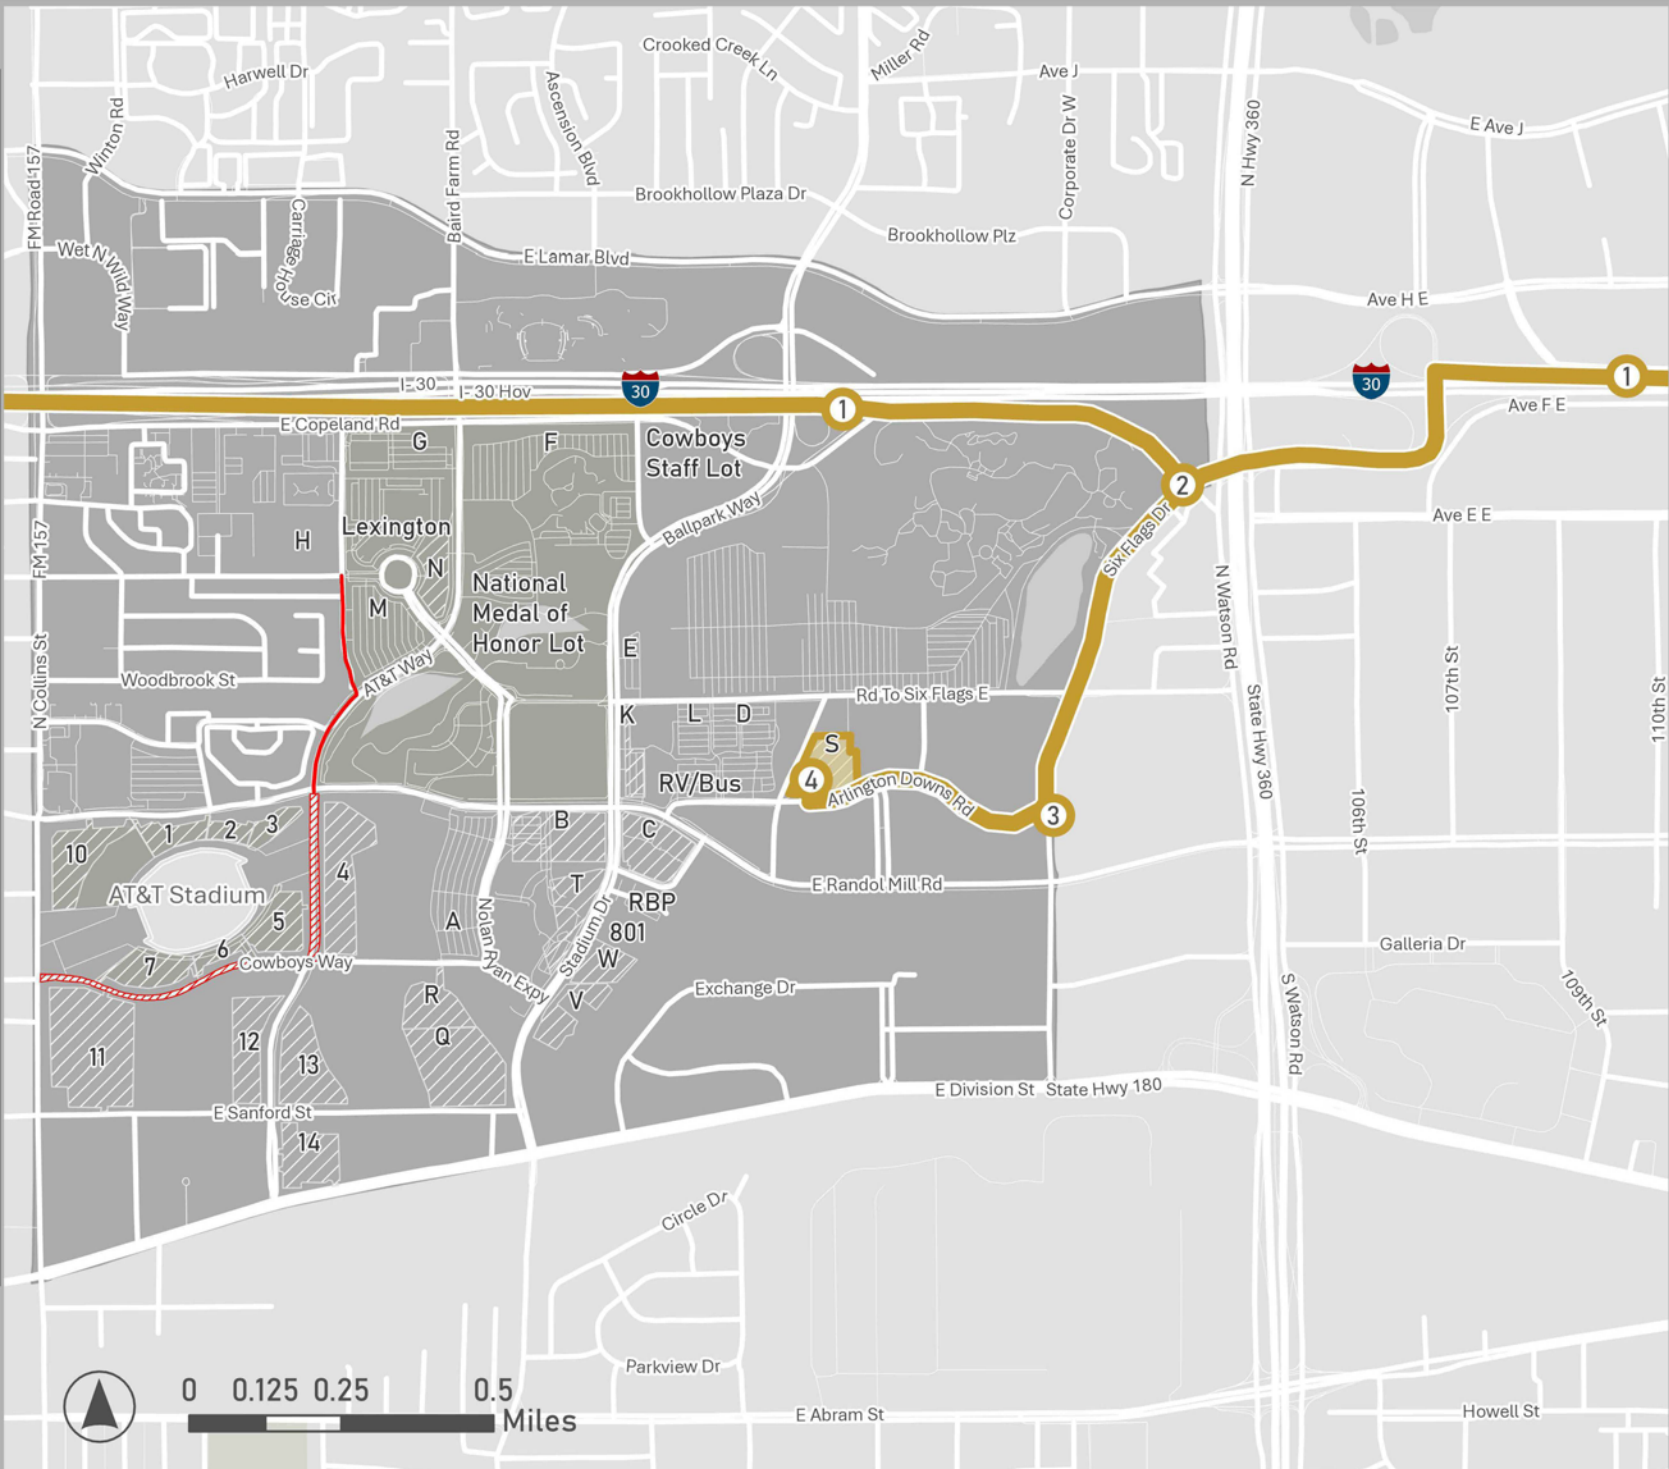 Crooked Creek Ln
Miller Rd
Harwell Dr
Ave J
Ascension Blvd
Winton Rd
Corporate Dr W
N Hwy 360
E Ave J
Baird Farm Rd
FM Road 157
Brookhollow Plaza Dr
Carriage House Cir
Brookhollow Plz
Wet N Wild Way
E Lamar Blvd
Ave H E
I-30
I-30 Hov
30
30
1
1
Ave F E
E Copeland Rd
G
F
Cowboys
Staff Lot
2
Ballpark Way
Ave E E
Lexington
H
Six Flags Dr
FM 157
N
National
Medal of
Honor Lot
M
N Watson Rd
E
N Collins St
Woodbrook St
AT&T Way
107th St
110th St
Rd To Six Flags E
State Hwy 360
K
L
D
S
RV/Bus
4
Arlington Downs Rd
3
106th St
1
2
3
B
C
10
4
E Randol Mill Rd
AT&T Stadium
T
RBP
5
A
Nolan Ryan Expy
Stadium Dr
801
6
W
Galleria Dr
7
Cowboys Way
Exchange Dr
R
V
109th St
S Watson Rd
Q
12
11
13
E Division St
State Hwy 180
E Sanford St
14
Circle Dr
Parkview Dr
0 0.125 0.25 0.5
Miles
E Abram St
Howell St